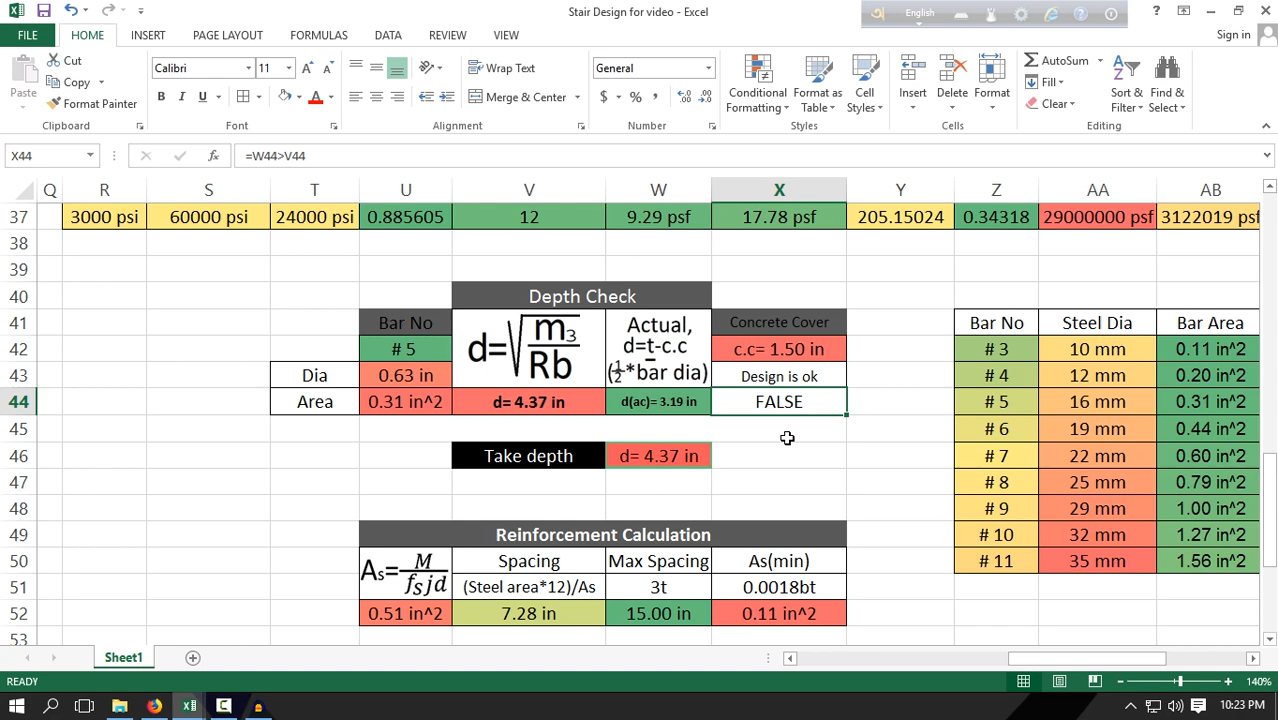 Stair Design for video - Excel
English
Sign in
FILE HOME INSERT PAGE LAYOUT FORMULAS DATA REVIEW VIEW
Paste
Cut
Copy
Format Painter
Clipboard
Calibri 11
B I U
Font
Wrap Text
Merge & Center
Alignment
General
$ % ,
Number
Conditional Formatting
Format as Table
Cell Styles
Styles
Insert
Delete
Format
Cells
AutoSum
Fill
Clear
Sort & Filter
Find & Select
Editing
X44 fx =W44>V44
Q R S T U V W X Y Z AA AB
37 3000 psi 60000 psi 24000 psi 0.885605 12 9.29 psf 17.78 psf 205.15024 0.34318 29000000 psf 3122019 psf
38
39
40 Depth Check
41 Bar No d=√m3/Rb Actual, d=t-c.c Concrete Cover Bar No Steel Dia Bar Area
42 # 5 c.c= 1.50 in # 3 10 mm 0.11 in^2
43 Dia 0.63 in -(1/2*bar dia) Design is ok # 4 12 mm 0.20 in^2
44 Area 0.31 in^2 d= 4.37 in d(ac)= 3.19 in FALSE # 5 16 mm 0.31 in^2
45 # 6 19 mm 0.44 in^2
46 Take depth d= 4.37 in # 7 22 mm 0.60 in^2
47 # 8 25 mm 0.79 in^2
48 # 9 29 mm 1.00 in^2
49 Reinforcement Calculation # 10 32 mm 1.27 in^2
50 As=M/fsjd Spacing Max Spacing As(min) # 11 35 mm 1.56 in^2
51 (Steel area*12)/As 3t 0.0018bt
52 0.51 in^2 7.28 in 15.00 in 0.11 in^2
53
Sheet1
READY 140%
10:23 PM